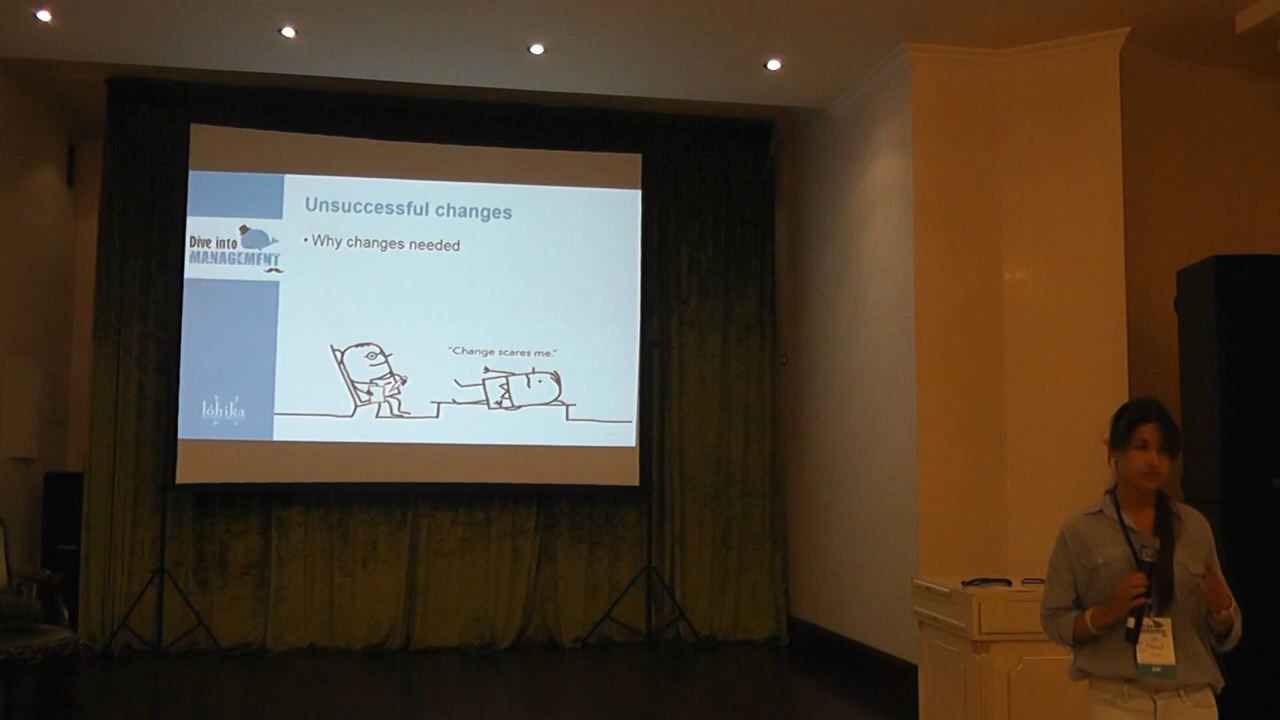 Unsuccessful changes
• Why changes needed
Dive into
MANAGEMENT
"Change scares me."
lohika